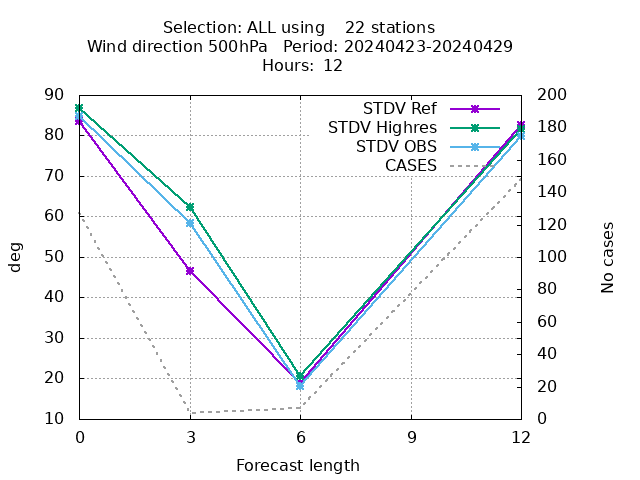 Selection: ALL using    22 stations
Wind direction 500hPa   Period: 20240423-20240429
Hours: 12
STDV Ref
STDV Highres
STDV OBS
CASES
90
80
70
60
50
40
30
20
10
200
180
160
140
120
100
80
60
40
20
0
deg
No cases
0 3 6 9 12
Forecast length